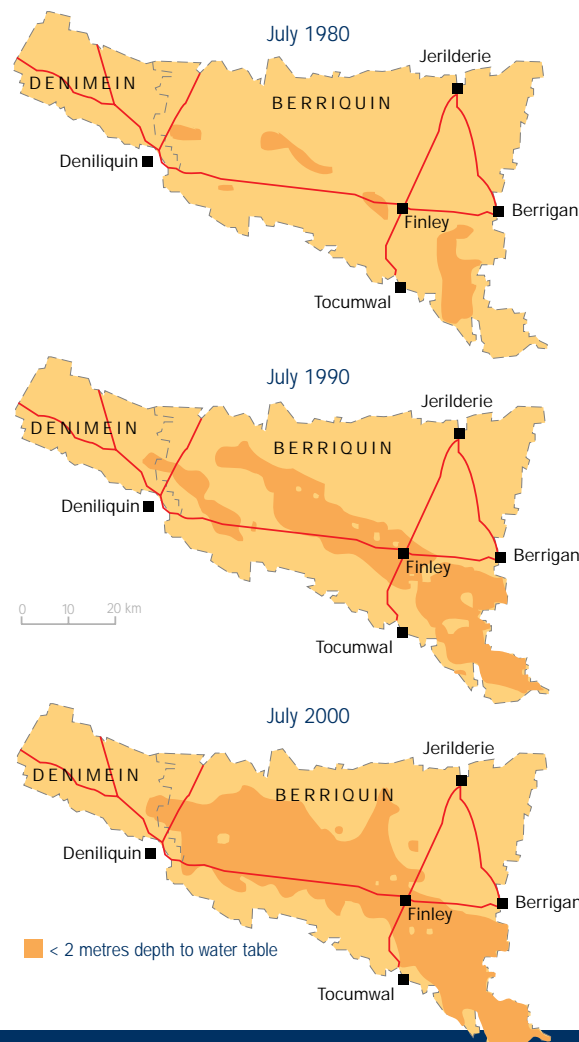 July 1980
Jerilderie
DENIMEIN
BERRIQUIN
Deniliquin
Berrigan
Finley
Tocumwal
July 1990
Jerilderie
DENIMEIN
BERRIQUIN
Deniliquin
Berrigan
Finley
0 10 20 km
Tocumwal
July 2000
Jerilderie
DENIMEIN
BERRIQUIN
Deniliquin
Berrigan
Finley
< 2 metres depth to water table
Tocumwal